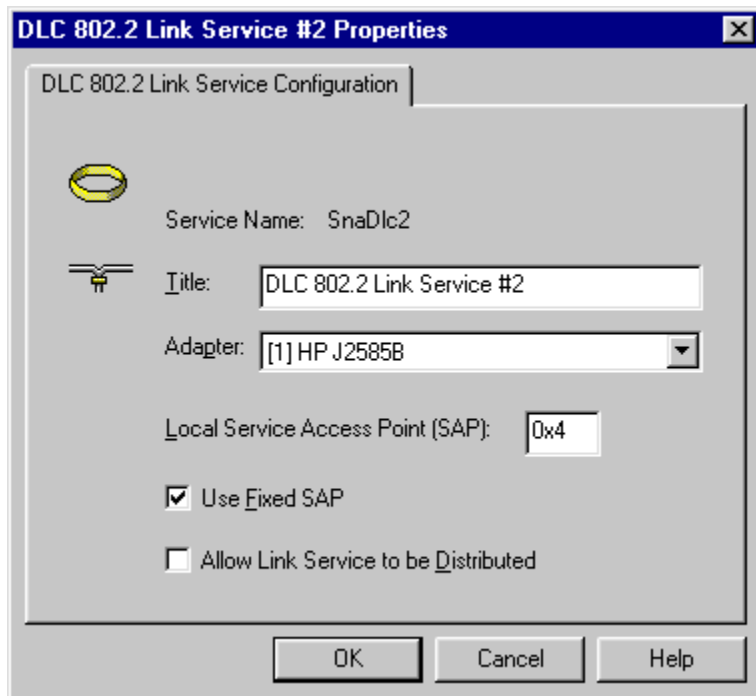 DLC 802.2 Link Service #2 Properties
DLC 802.2 Link Service Configuration
Service Name: SnaDlc2
Title: DLC 802.2 Link Service #2
Adapter: [1] HP J2585B
Local Service Access Point (SAP): 0x4
Use Fixed SAP
Allow Link Service to be Distributed
OK Cancel Help